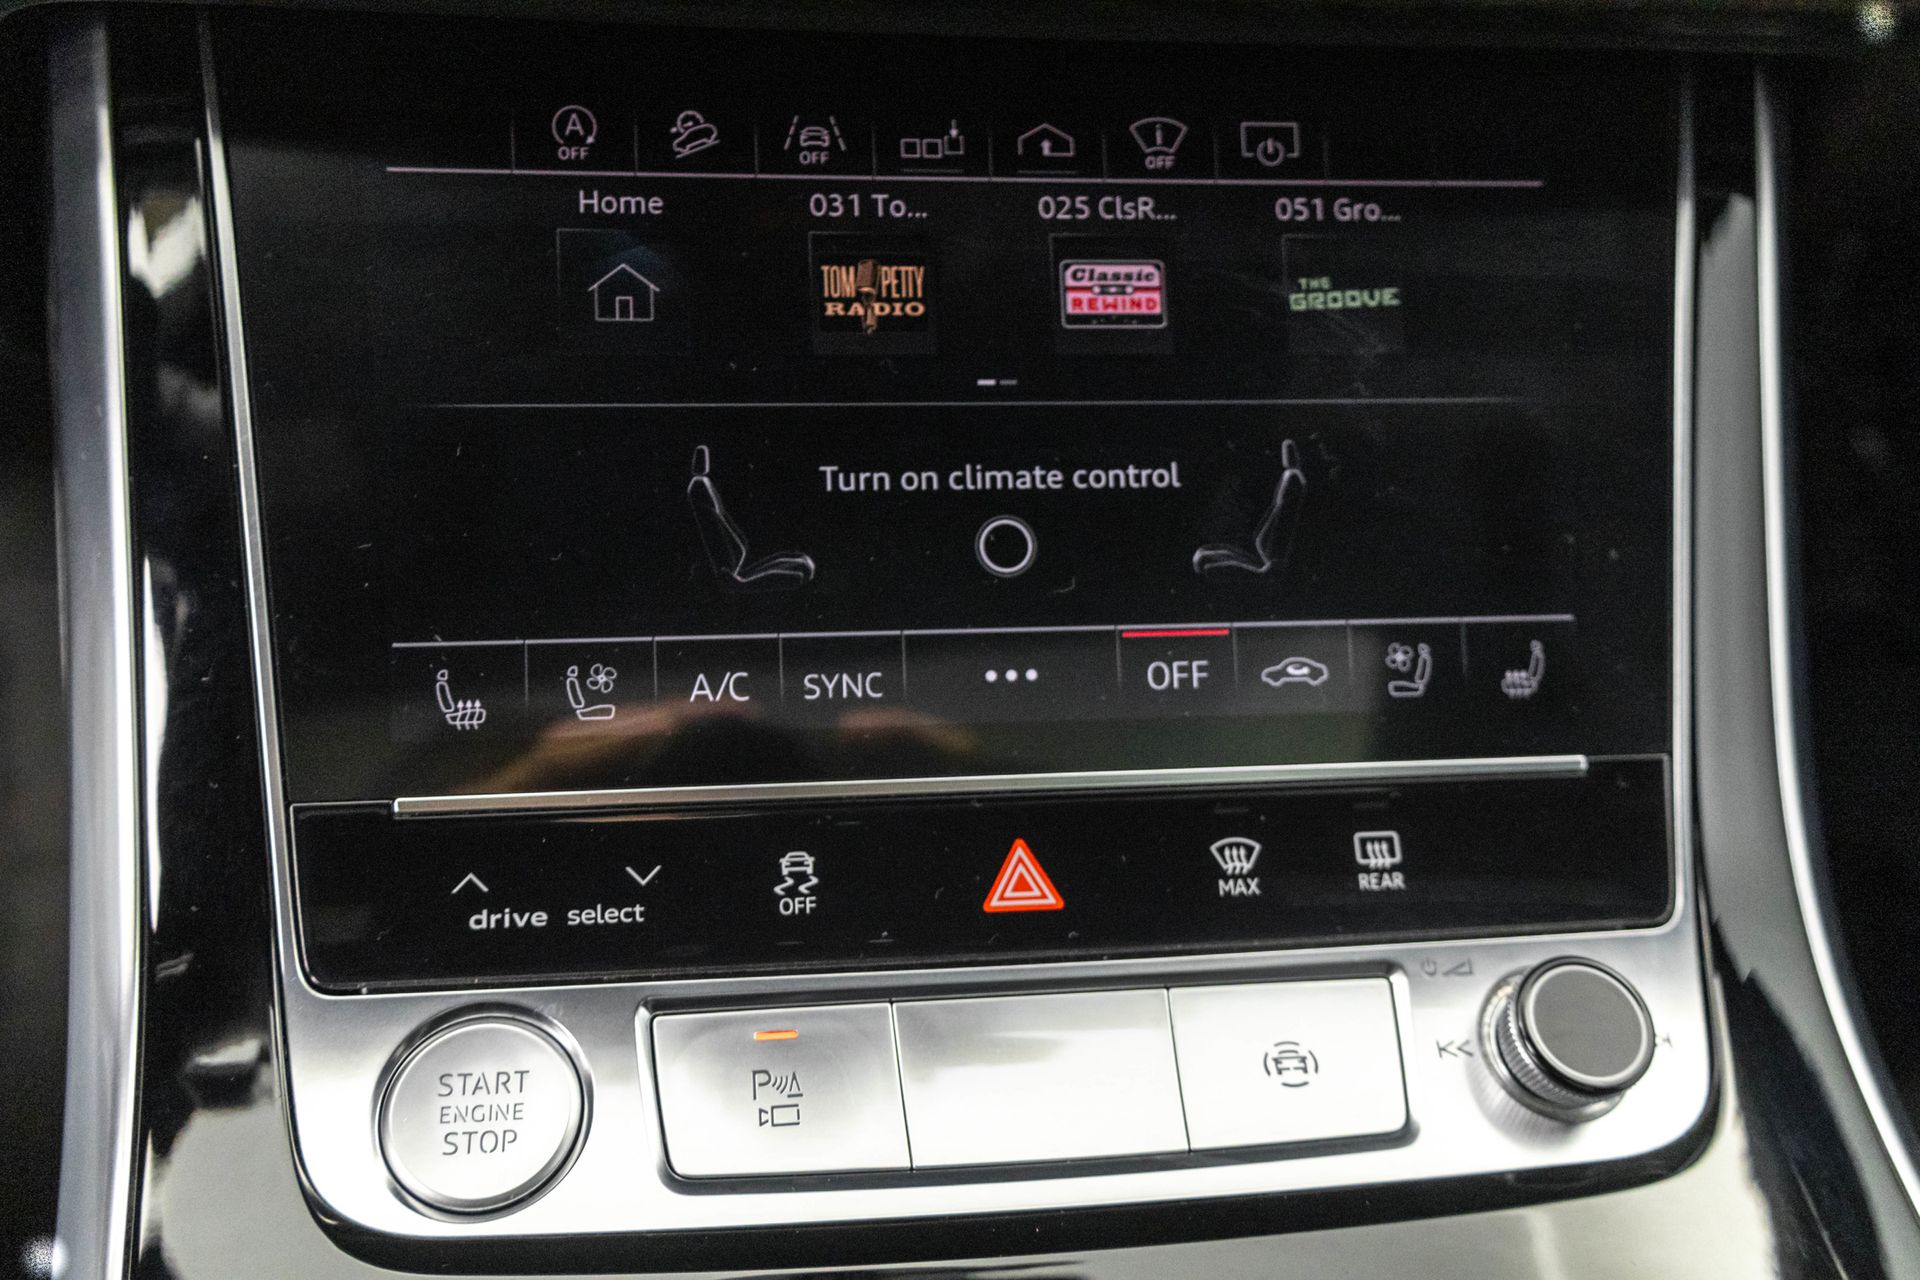 A
OFF
OFF
i
OFF
Home
031 To...
025 ClsR...
051 Gro...
TOM PETTY
RADIO
Classic
REWIND
THE
GROOVE
Turn on climate control
A/C
SYNC
...
OFF
drive select
OFF
MAX
REAR
START
ENGINE
STOP
P